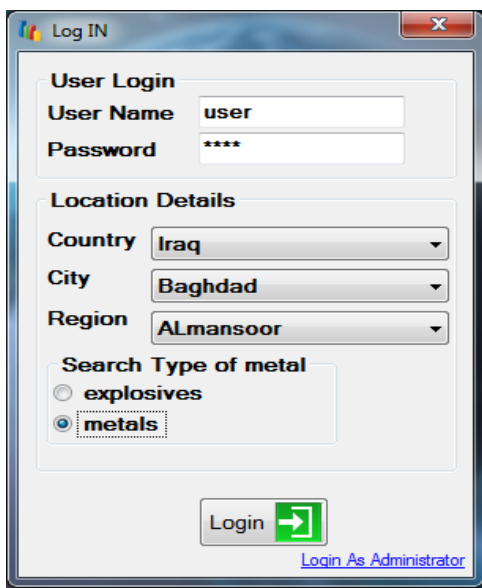 Log IN
User Login
User Name user
Password ****
Location Details
Country Iraq
City Baghdad
Region ALmansoor
Search Type of metal
explosives
metals
Login
Login As Administrator